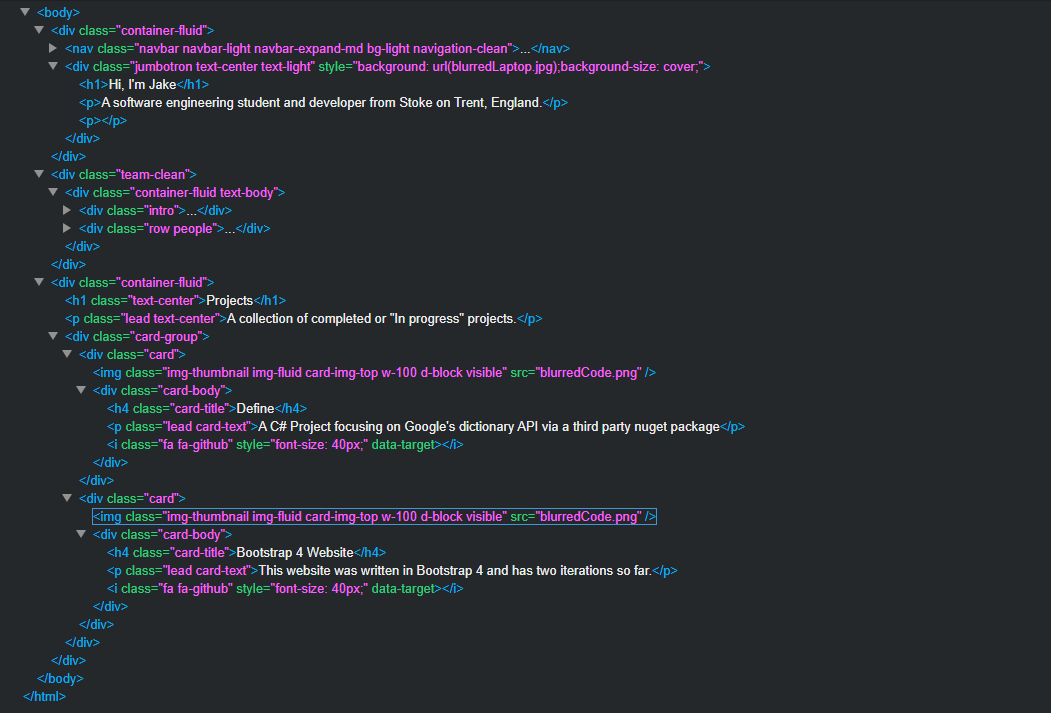 <body>
<div class="container-fluid">
<nav class="navbar navbar-light navbar-expand-md bg-light navigation-clean">...</nav>
<div class="jumbotron text-center text-light" style="background: url(blurredLaptop.jpg);background-size: cover;">
<h1>Hi, I'm Jake</h1>
<p>A software engineering student and developer from Stoke on Trent, England.</p>
<p></p>
</div>
</div>
<div class="team-clean">
<div class="container-fluid text-body">
<div class="intro">...</div>
<div class="row people">...</div>
</div>
</div>
<div class="container-fluid">
<h1 class="text-center">Projects</h1>
<p class="lead text-center">A collection of completed or "In progress" projects.</p>
<div class="card-group">
<div class="card">
<img class="img-thumbnail img-fluid card-img-top w-100 d-block visible" src="blurredCode.png" />
<div class="card-body">
<h4 class="card-title">Define</h4>
<p class="lead card-text">A C# Project focusing on Google's dictionary API via a third party nuget package</p>
<i class="fa fa-github" style="font-size: 40px;" data-target></i>
</div>
</div>
<div class="card">
<img class="img-thumbnail img-fluid card-img-top w-100 d-block visible" src="blurredCode.png" />
<div class="card-body">
<h4 class="card-title">Bootstrap 4 Website</h4>
<p class="lead card-text">This website was written in Bootstrap 4 and has two iterations so far.</p>
<i class="fa fa-github" style="font-size: 40px;" data-target></i>
</div>
</div>
</div>
</div>
</body>
</html>